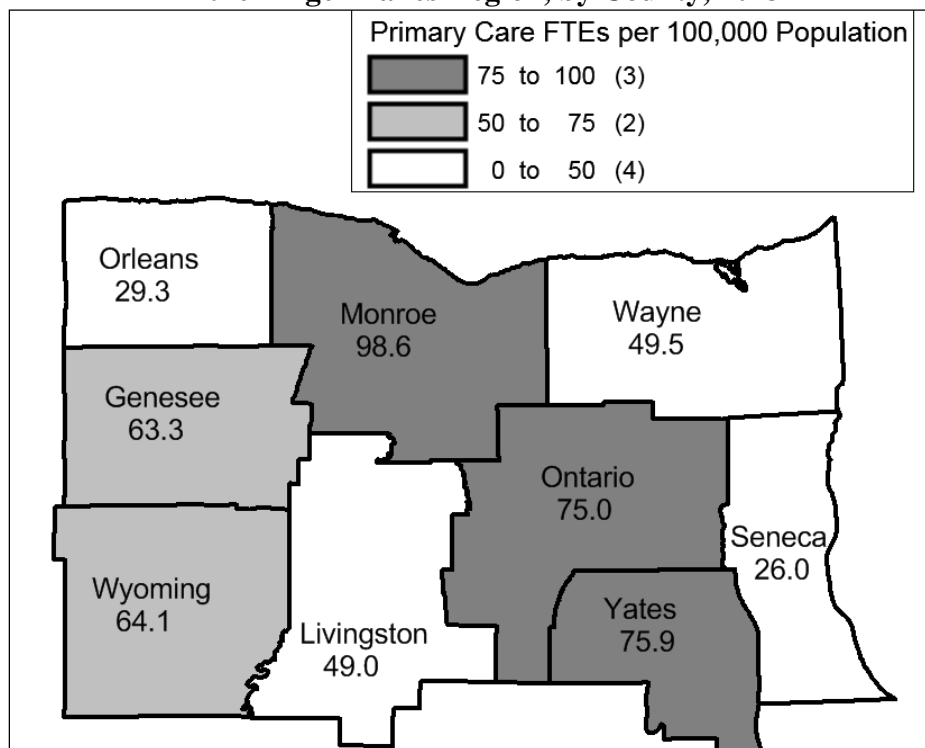 Primary Care FTEs per 100,000 Population
75 to 100 (3)
50 to 75 (2)
0 to 50 (4)
Orleans
29.3
Monroe
98.6
Wayne
49.5
Genesee
63.3
Ontario
75.0
Seneca
26.0
Wyoming
64.1
Livingston
49.0
Yates
75.9